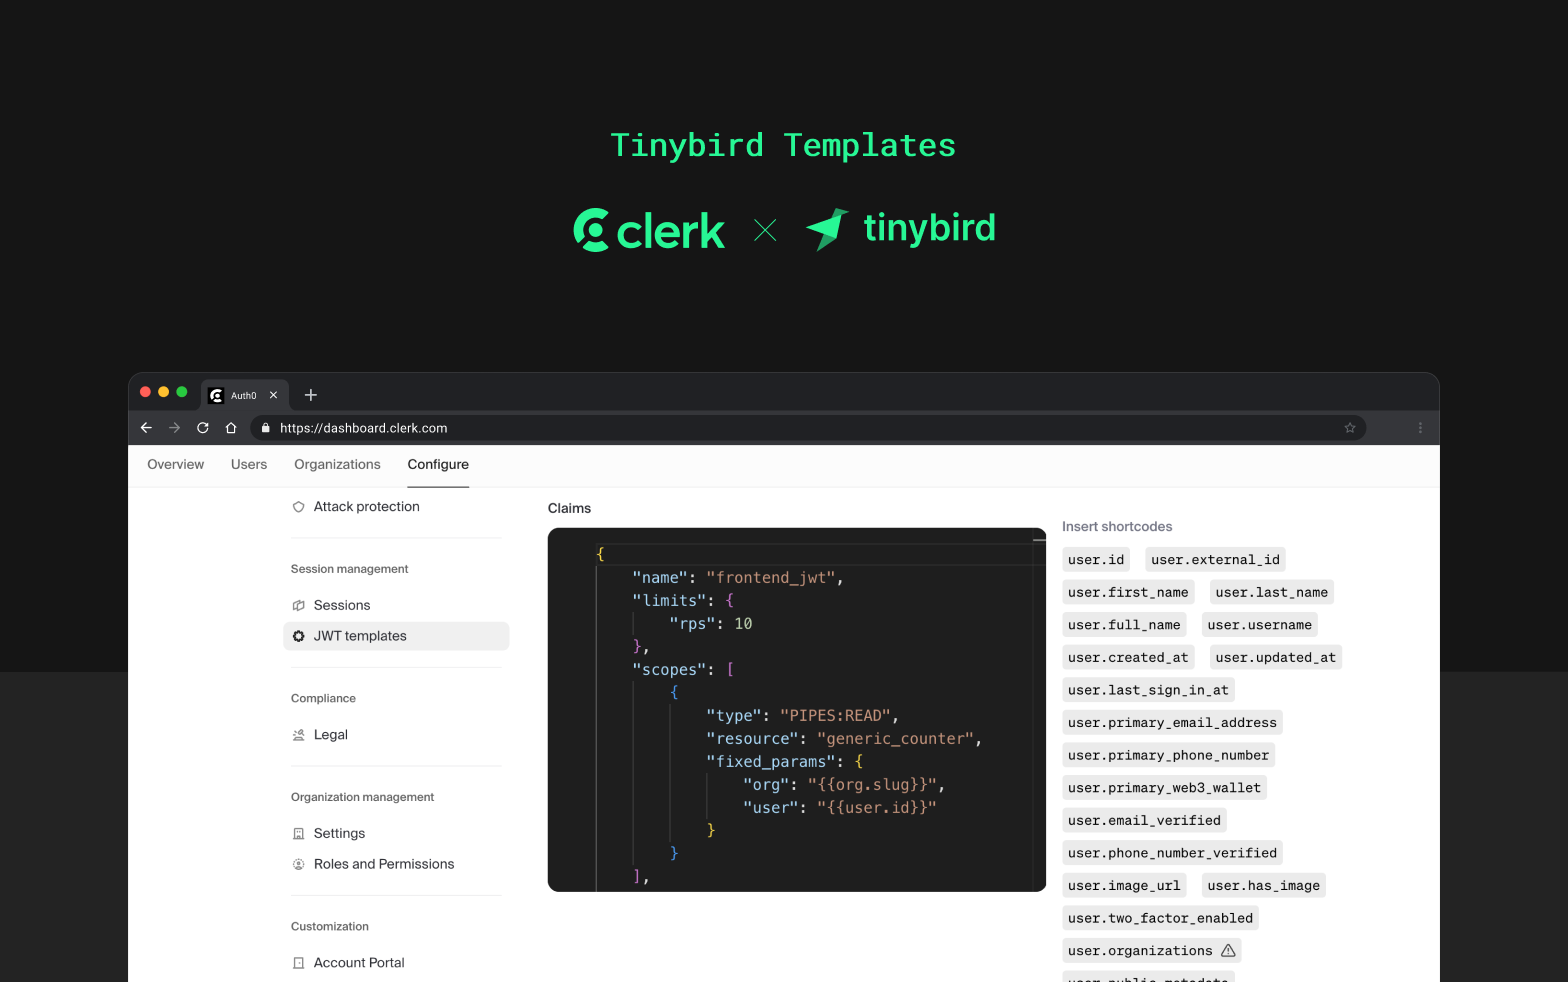 Tinybird Templates
clerk × tinybird
Auth0
https://dashboard.clerk.com
Overview Users Organizations Configure
Attack protection
Session management
Sessions
JWT templates
Compliance
Legal
Organization management
Settings
Roles and Permissions
Customization
Account Portal
Claims
{
"name": "frontend_jwt",
"limits": {
"rps": 10
},
"scopes": [
{
"type": "PIPES:READ",
"resource": "generic_counter",
"fixed_params": {
"org": "{{org.slug}}",
"user": "{{user.id}}"
}
}
],
Insert shortcodes
user.id user.external_id
user.first_name user.last_name
user.full_name user.username
user.created_at user.updated_at
user.last_sign_in_at
user.primary_email_address
user.primary_phone_number
user.primary_web3_wallet
user.email_verified
user.phone_number_verified
user.image_url user.has_image
user.two_factor_enabled
user.organizations
user.public_metadata